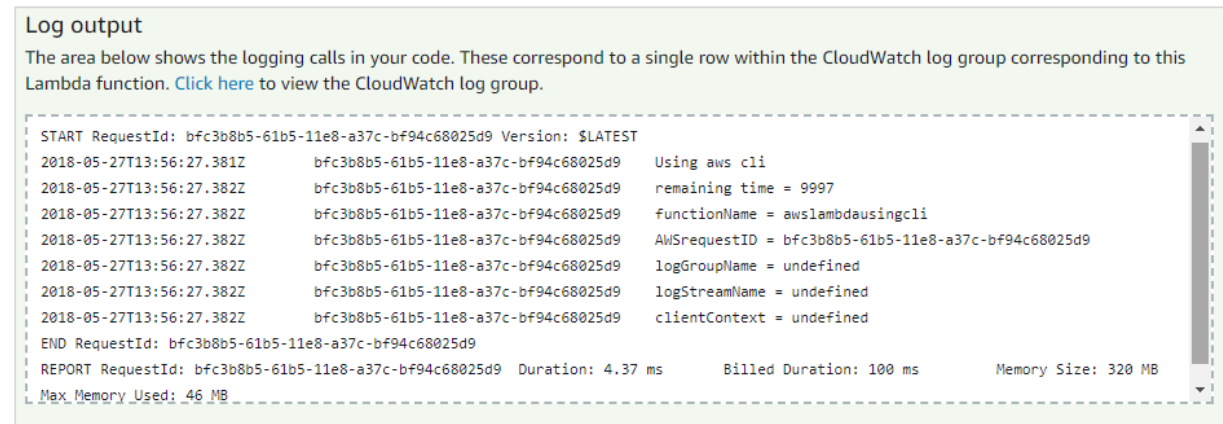 Log output
The area below shows the logging calls in your code. These correspond to a single row within the CloudWatch log group corresponding to this
Lambda function. Click here to view the CloudWatch log group.
START RequestId: bfc3b8b5-61b5-11e8-a37c-bf94c68025d9 Version: $LATEST
2018-05-27T13:56:27.381Z bfc3b8b5-61b5-11e8-a37c-bf94c68025d9 Using aws cli
2018-05-27T13:56:27.382Z bfc3b8b5-61b5-11e8-a37c-bf94c68025d9 remaining time = 9997
2018-05-27T13:56:27.382Z bfc3b8b5-61b5-11e8-a37c-bf94c68025d9 functionName = awslambdausingcli
2018-05-27T13:56:27.382Z bfc3b8b5-61b5-11e8-a37c-bf94c68025d9 AWSrequestID = bfc3b8b5-61b5-11e8-a37c-bf94c68025d9
2018-05-27T13:56:27.382Z bfc3b8b5-61b5-11e8-a37c-bf94c68025d9 logGroupName = undefined
2018-05-27T13:56:27.382Z bfc3b8b5-61b5-11e8-a37c-bf94c68025d9 logStreamName = undefined
2018-05-27T13:56:27.382Z bfc3b8b5-61b5-11e8-a37c-bf94c68025d9 clientContext = undefined
END RequestId: bfc3b8b5-61b5-11e8-a37c-bf94c68025d9
REPORT RequestId: bfc3b8b5-61b5-11e8-a37c-bf94c68025d9 Duration: 4.37 ms Billed Duration: 100 ms Memory Size: 320 MB
Max Memory Used: 46 MB